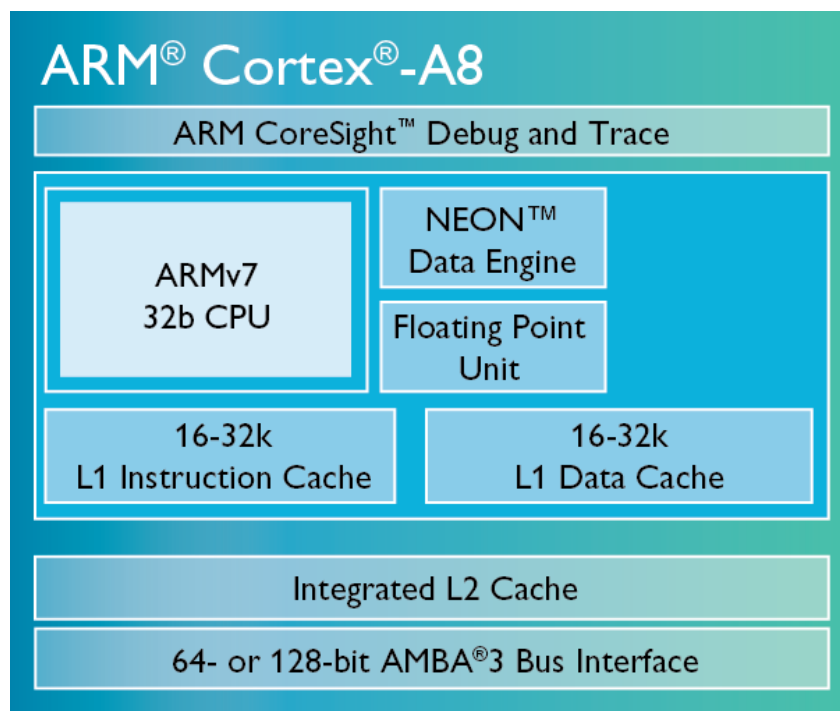 ARM® Cortex®-A8
ARM CoreSight™ Debug and Trace
ARMv7
32b CPU
NEON™
Data Engine
Floating Point
Unit
16-32k
L1 Instruction Cache
16-32k
L1 Data Cache
Integrated L2 Cache
64- or 128-bit AMBA®3 Bus Interface